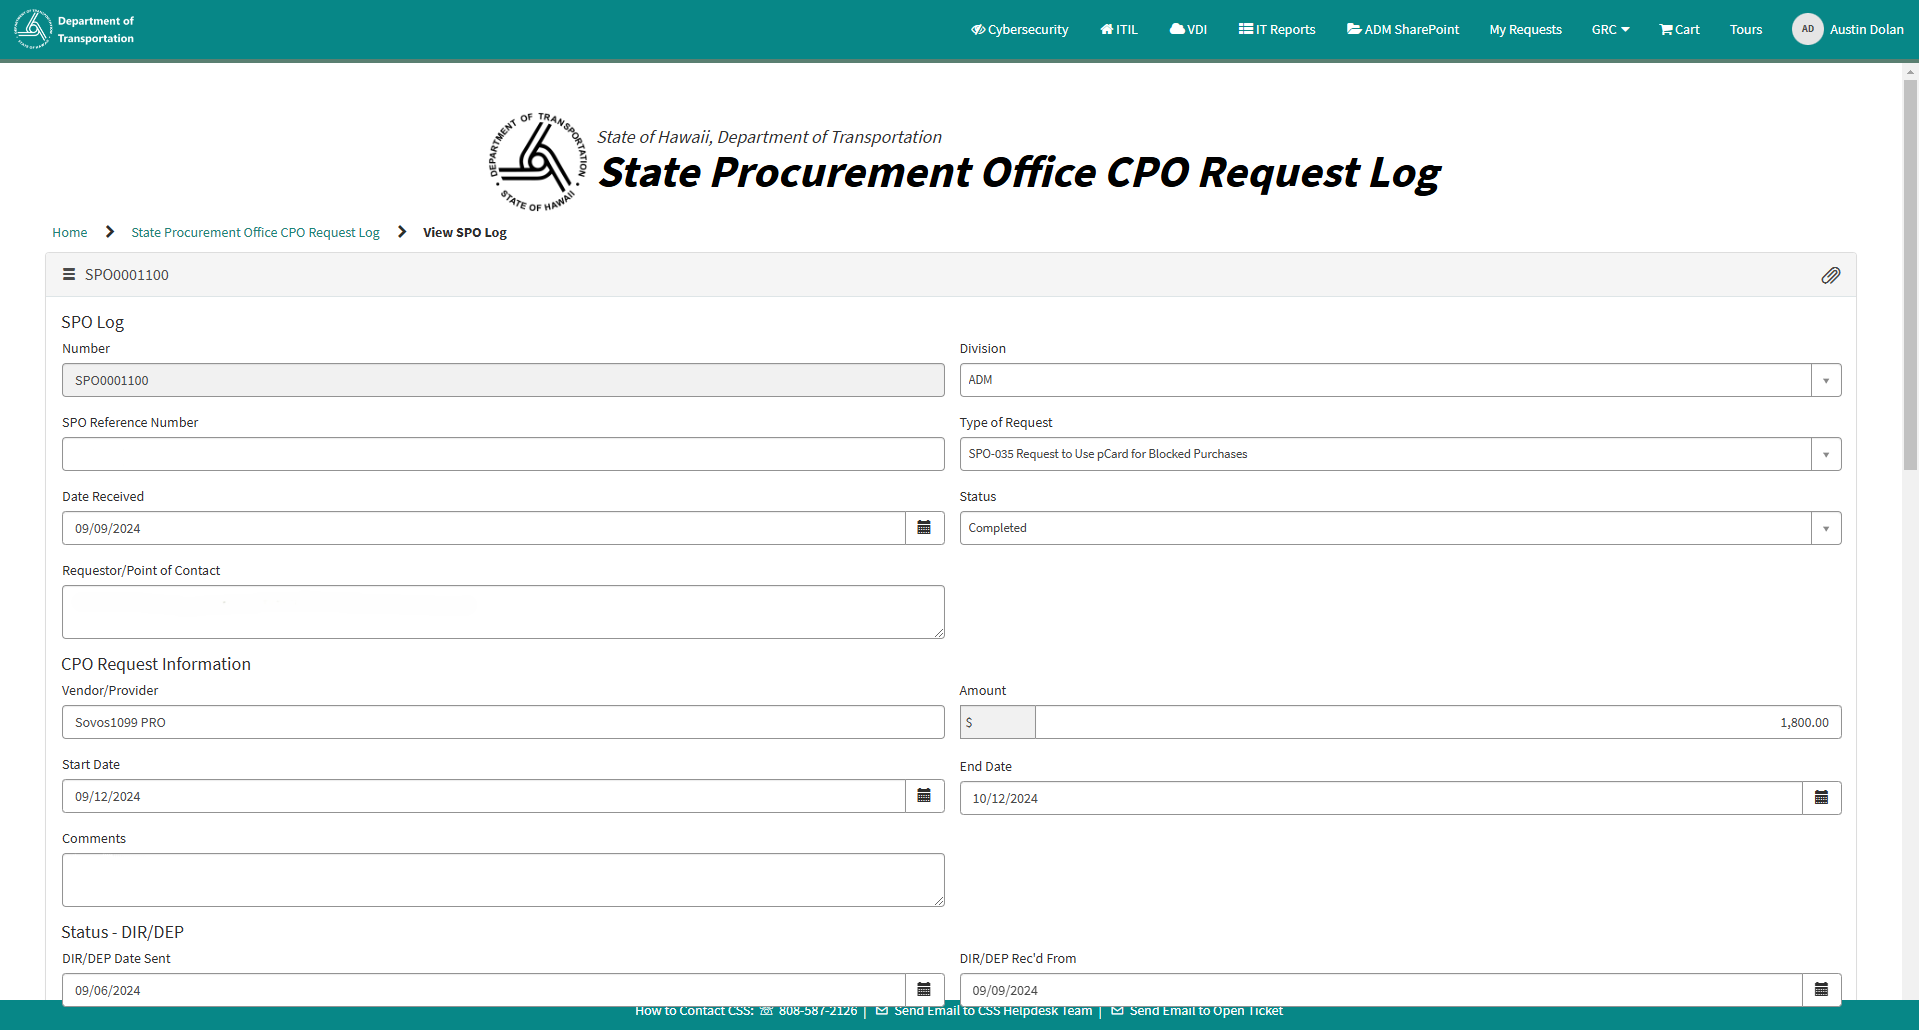 Department of
Transportation
Cybersecurity ITIL VDI IT Reports ADM SharePoint My Requests GRC Cart Tours AD Austin Dolan
DEPARTMENT OF TRANSPORTATION
STATE OF HAWAII
State of Hawaii, Department of Transportation
State Procurement Office CPO Request Log
Home State Procurement Office CPO Request Log View SPO Log
SPO0001100
SPO Log
Number
SPO0001100
Division
ADM
SPO Reference Number
Type of Request
SPO-035 Request to Use pCard for Blocked Purchases
Date Received
09/09/2024
Status
Completed
Requestor/Point of Contact
CPO Request Information
Vendor/Provider
Sovos1099 PRO
Amount
$ 1,800.00
Start Date
09/12/2024
End Date
10/12/2024
Comments
Status - DIR/DEP
DIR/DEP Date Sent
09/06/2024
DIR/DEP Rec'd From
09/09/2024
How to Contact CSS: 808-587-2126 | Send Email to CSS Helpdesk Team | Send Email to Open Ticket